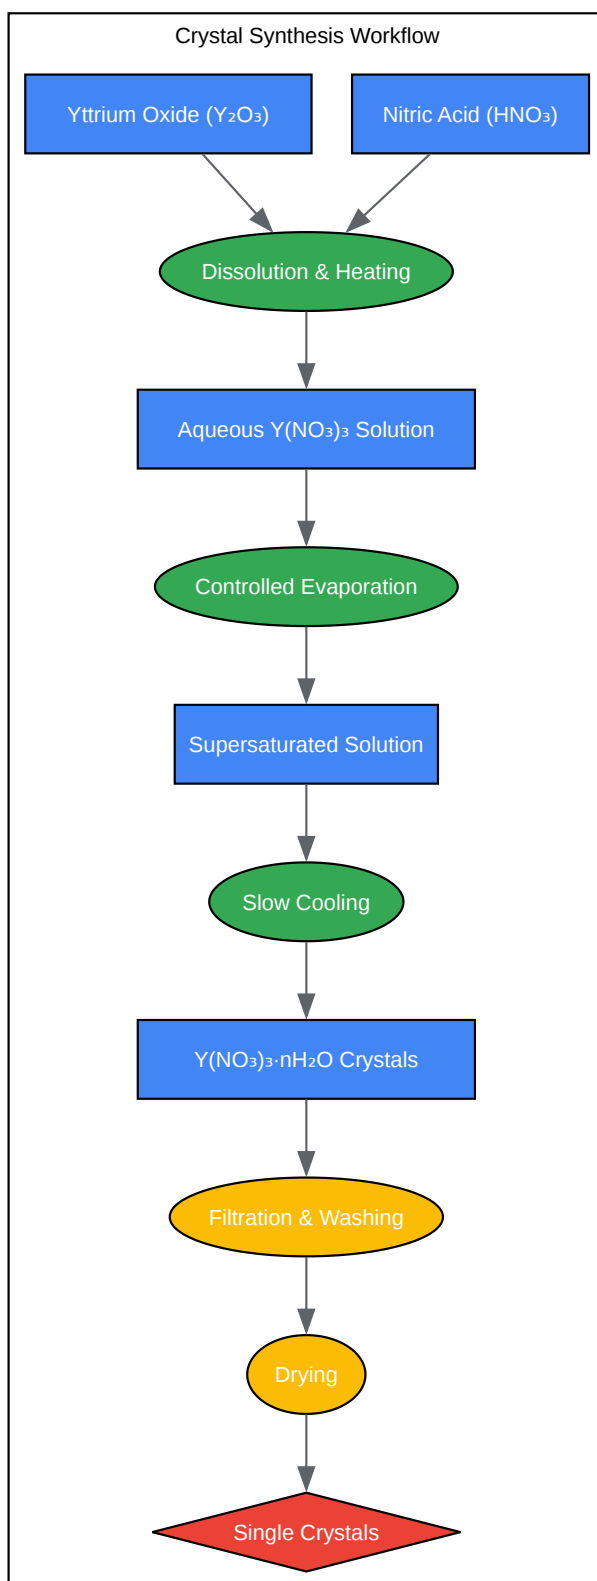 Crystal Synthesis Workflow
Yttrium Oxide (Y₂O₃)
Nitric Acid (HNO₃)
Dissolution & Heating
Aqueous Y(NO₃)₃ Solution
Controlled Evaporation
Supersaturated Solution
Slow Cooling
Y(NO₃)₃·nH₂O Crystals
Filtration & Washing
Drying
Single Crystals